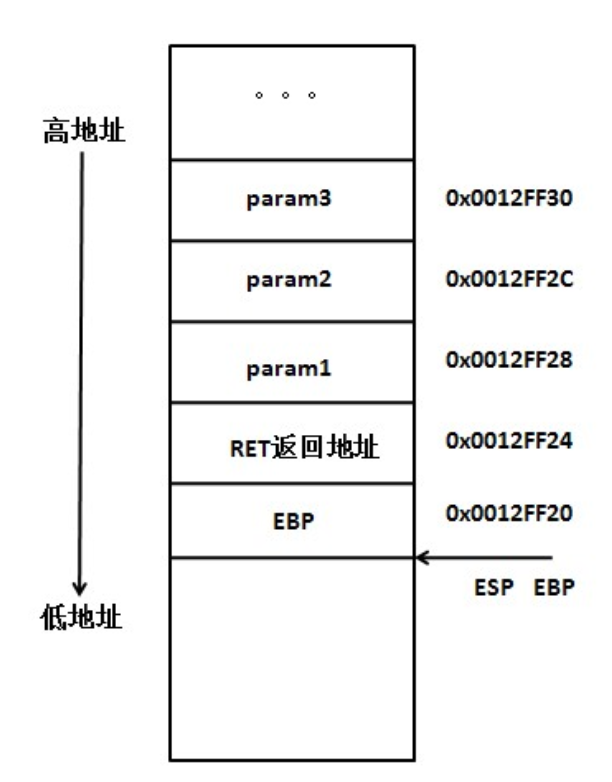 。。。
高地址
param3 0x0012FF30
param2 0x0012FF2C
param1 0x0012FF28
RET返回地址 0x0012FF24
EBP 0x0012FF20
ESP EBP
低地址